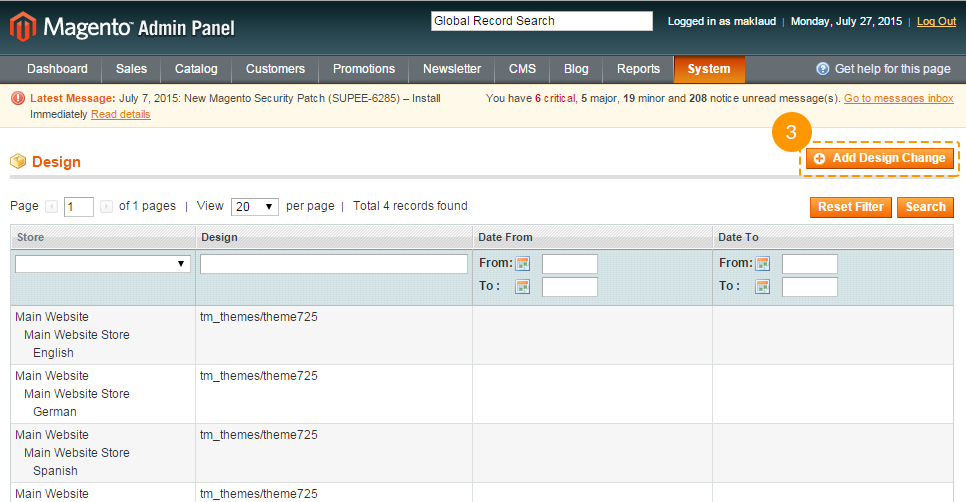 Magento Admin Panel
Global Record Search
Logged in as maklaud | Monday, July 27, 2015 | Log Out
Dashboard Sales Catalog Customers Promotions Newsletter CMS Blog Reports System Get help for this page
Latest Message: July 7, 2015: New Magento Security Patch (SUPEE-6285) – Install
Immediately Read details
You have 6 critical, 5 major, 19 minor and 208 notice unread message(s). Go to messages inbox
3
Design
Add Design Change
Page 1 of 1 pages | View 20 per page | Total 4 records found
Reset Filter Search
Store Design Date From Date To
From: From:
To : To :
Main Website tm_themes/theme725
Main Website Store
English
Main Website tm_themes/theme725
Main Website Store
German
Main Website tm_themes/theme725
Main Website Store
Spanish
Main Website tm_themes/theme725